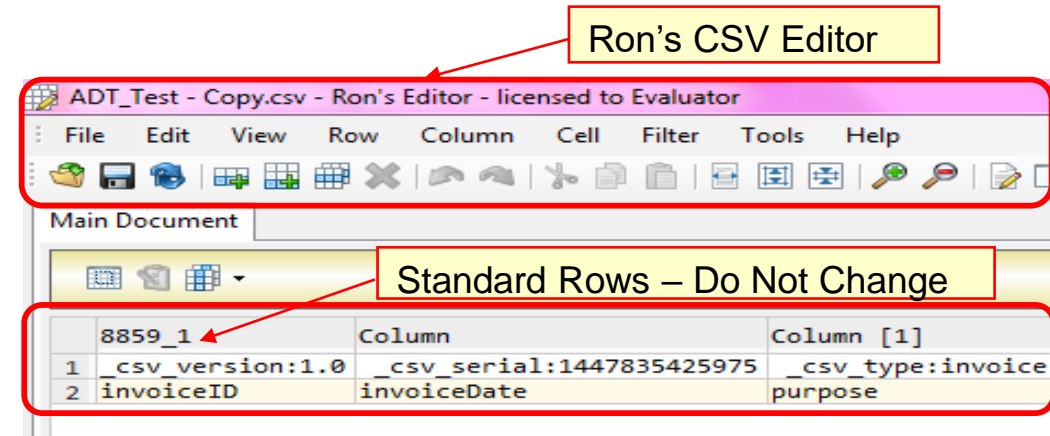 Ron's CSV Editor
ADT_Test - Copy.csv - Ron's Editor - licensed to Evaluator
File Edit View Row Column Cell Filter Tools Help
Main Document
Standard Rows – Do Not Change
8859_1 Column Column [1]
1 _csv_version:1.0 _csv_serial:1447835425975 _csv_type:invoice
2 invoiceID invoiceDate purpose